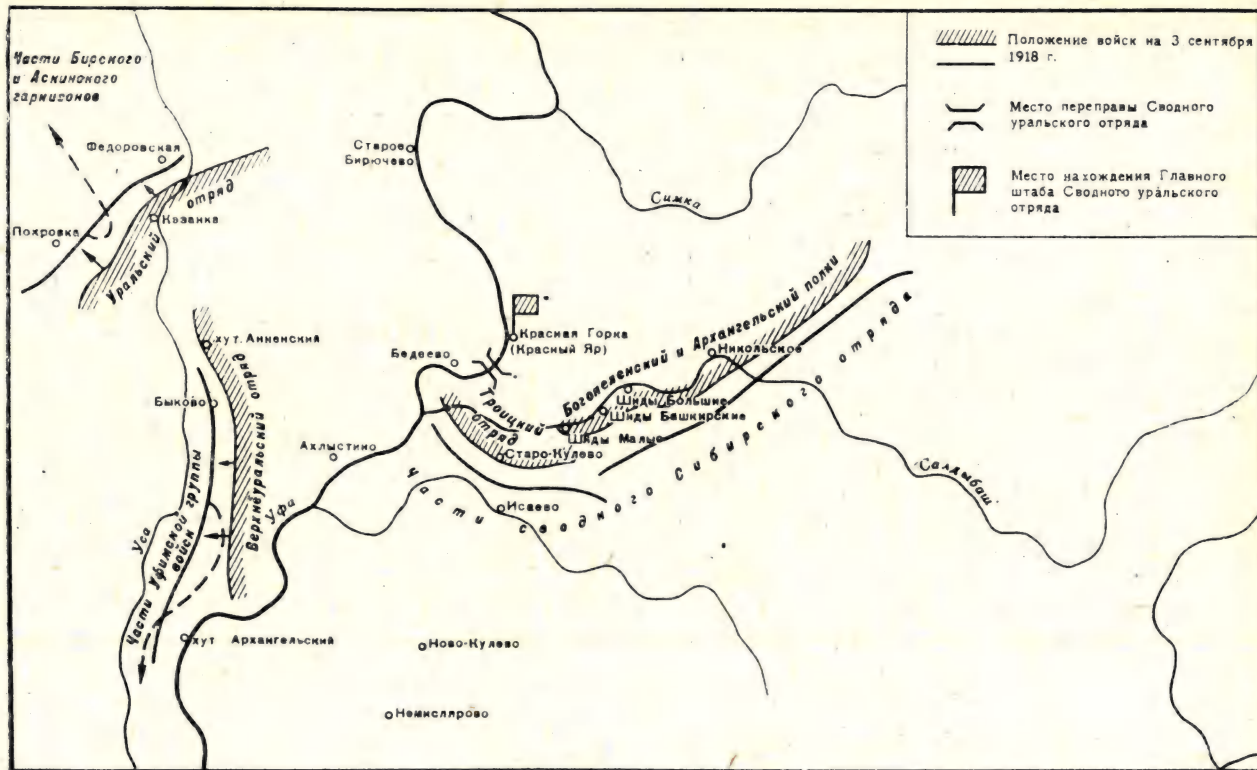 Части Бирского
и Аскинского
гарнизонов
Федоровская
Казанка
Покровка
Уральский отряд
Старое
Бирючево
Симка
Положение войск на 3 сентября
1918 г.
Место переправы Сводного
уральского отряда
Место нахождения Главного
штаба Сводного уральского
отряда
хут. Анненский
Быково
Верхнеуральский отряд
Части Уфимской группы
войск
Уса
Уфа
Ахлыстино
хут Архангельский
Бедеево
Красная Горка
(Красный Яр)
Троицкий
отряд
Богоявленский и Архангельский полки
Никольское
Шиды Большие
Шиды Башкирские
Шиды Малые
Старо-Кулево
Исаево
Части сводного Сибирского отряда
Салдыбаш
Ново-Кулево
Немислярово